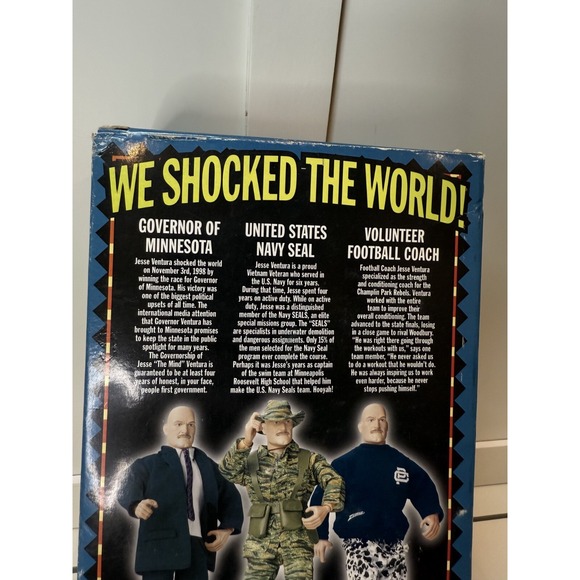 WE SHOCKED THE WORLD!
GOVERNOR OF
MINNESOTA
Jesse Ventura shocked the world
on November 3rd, 1998 by
winning the race for Governor
of Minnesota. His victory was
one of the biggest political
upsets of all time. The
international media attention
that Governor Ventura has
brought to Minnesota promises
to keep the state in the public
spotlight for many years.
The Governorship of
Jesse "The Mind" Ventura is
guaranteed to be at least four
years of honest, in your face,
people first government.
UNITED STATES
NAVY SEAL
Jesse Ventura is a proud
Vietnam Veteran who served in
the U.S. Navy for six years.
During that time, Jesse spent four
years on active duty. While on active
duty, Jesse was a distinguished
member of the Navy SEALS, an elite
special missions group. The "SEALS"
are specialists in underwater demolition
and dangerous assignments. Only 15% of
the men selected for the Navy Seal
program ever complete the course.
Perhaps it was Jesse's years as captain
of the swim team at Minneapolis
Roosevelt High School that helped him
make the U.S. Navy Seals team. Hooyah!
VOLUNTEER
FOOTBALL COACH
Football Coach Jesse Ventura
specialized as the strength
and conditioning coach for the
Champlin Park Rebels. Ventura
worked with the entire
team to improve their
overall conditioning. The team
advanced to the state finals, losing
in a close game to rival Woodbury.
"He was right there going through
the workouts with us," says one
team member, "He never asked us
to do a workout that he wouldn't do.
He was always inspiring us to work
even harder, because he never
stops pushing himself."